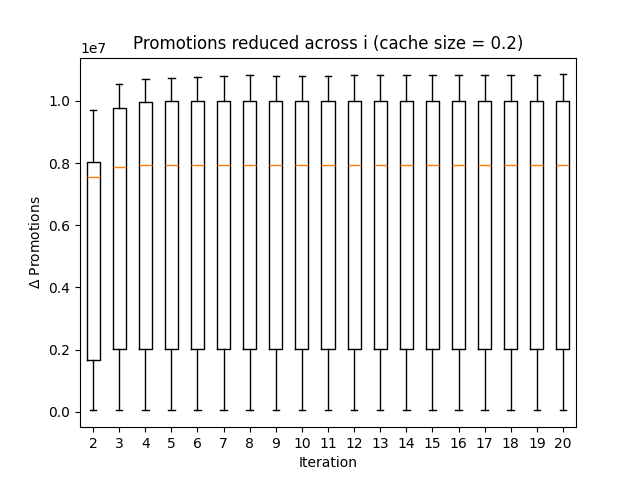 Promotions reduced across i (cache size = 0.2)
1e7
1.0
0.8
0.6
0.4
0.2
0.0
Δ Promotions
2 3 4 5 6 7 8 9 10 11 12 13 14 15 16 17 18 19 20
Iteration